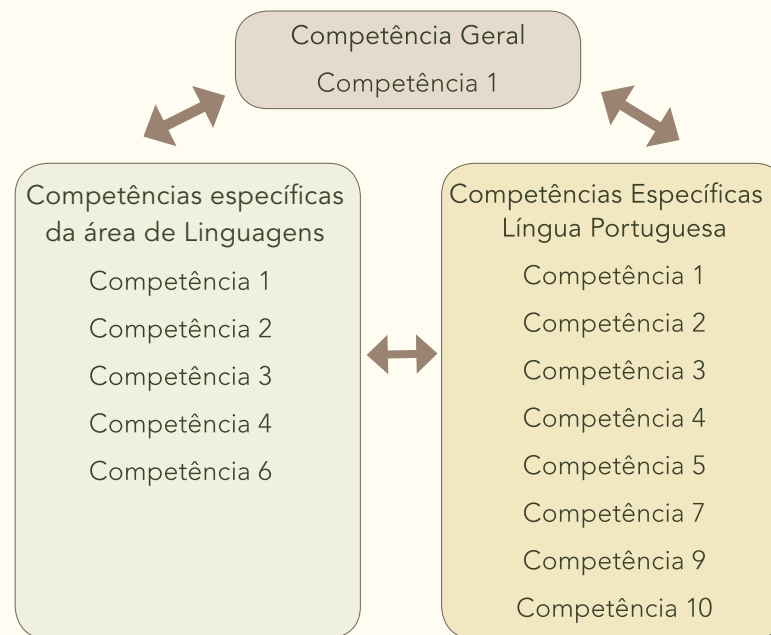 Competência Geral
Competência 1
Competências específicas
da área de Linguagens
Competência 1
Competência 2
Competência 3
Competência 4
Competência 6
Competências Específicas
Língua Portuguesa
Competência 1
Competência 2
Competência 3
Competência 4
Competência 5
Competência 7
Competência 9
Competência 10